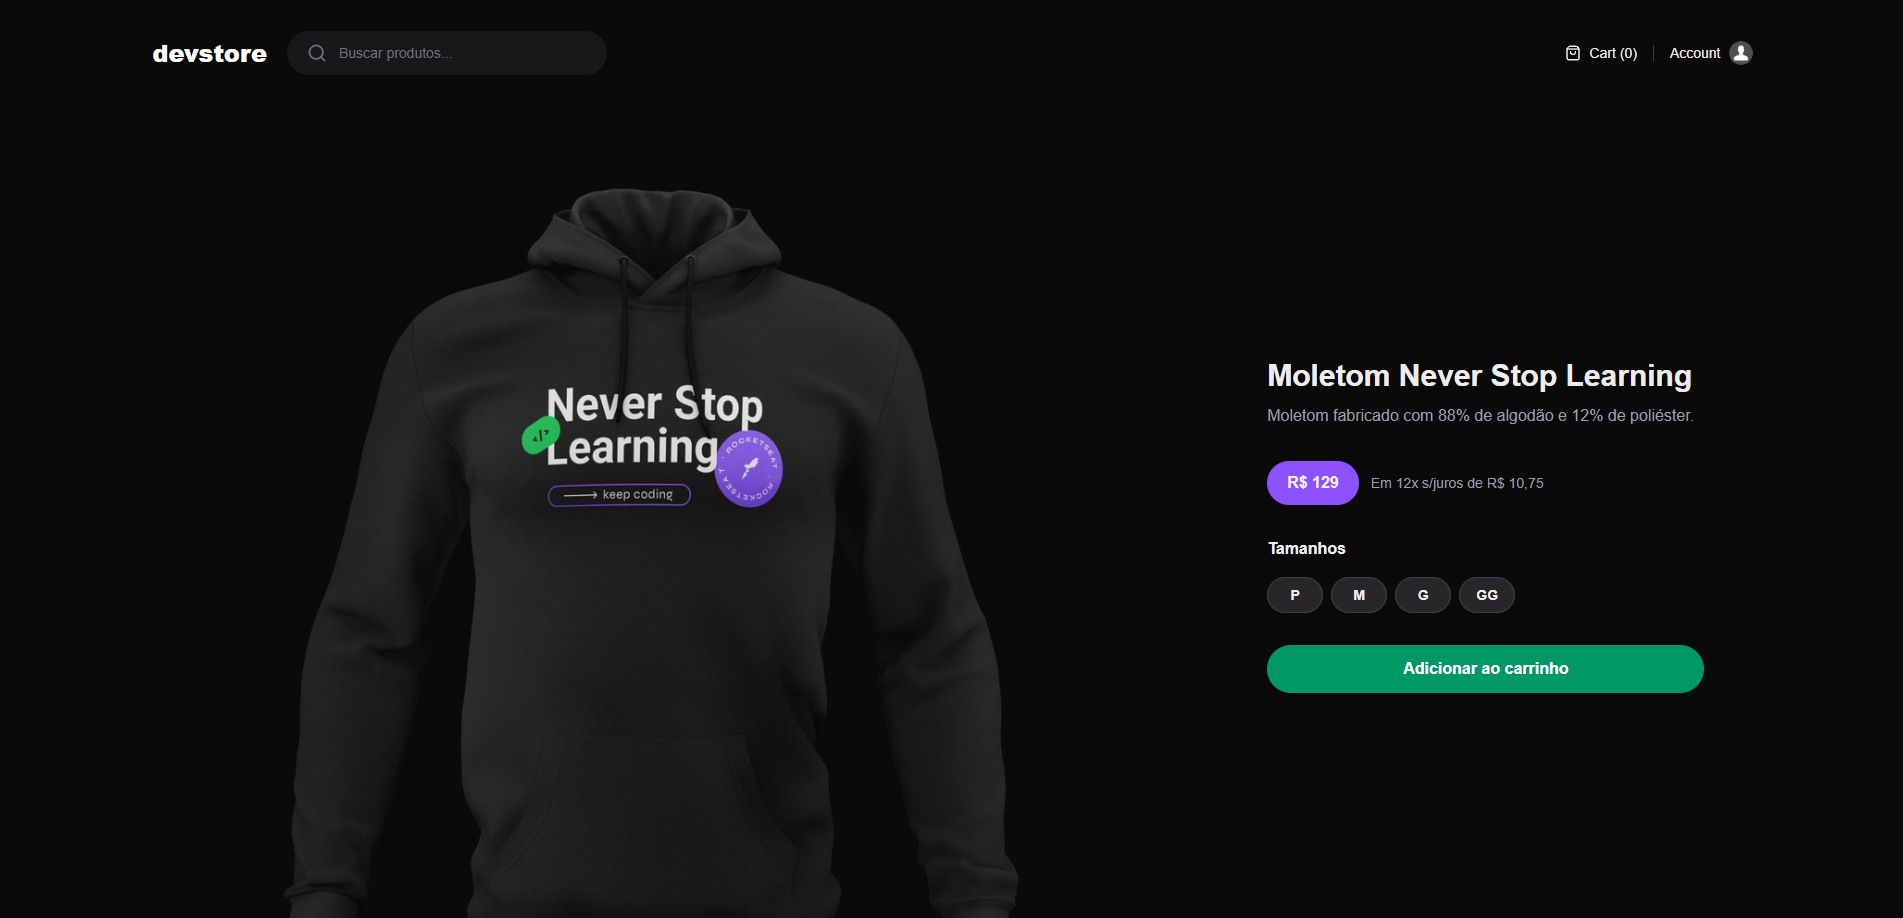 devstore
Buscar produtos...
Cart (0)
Account
Never Stop
</>
Learning
ROCKETSEAT · ROCKETSEAT ·
keep coding
Moletom Never Stop Learning
Moletom fabricado com 88% de algodão e 12% de poliéster.
R$ 129
Em 12x s/juros de R$ 10,75
Tamanhos
P
M
G
GG
Adicionar ao carrinho